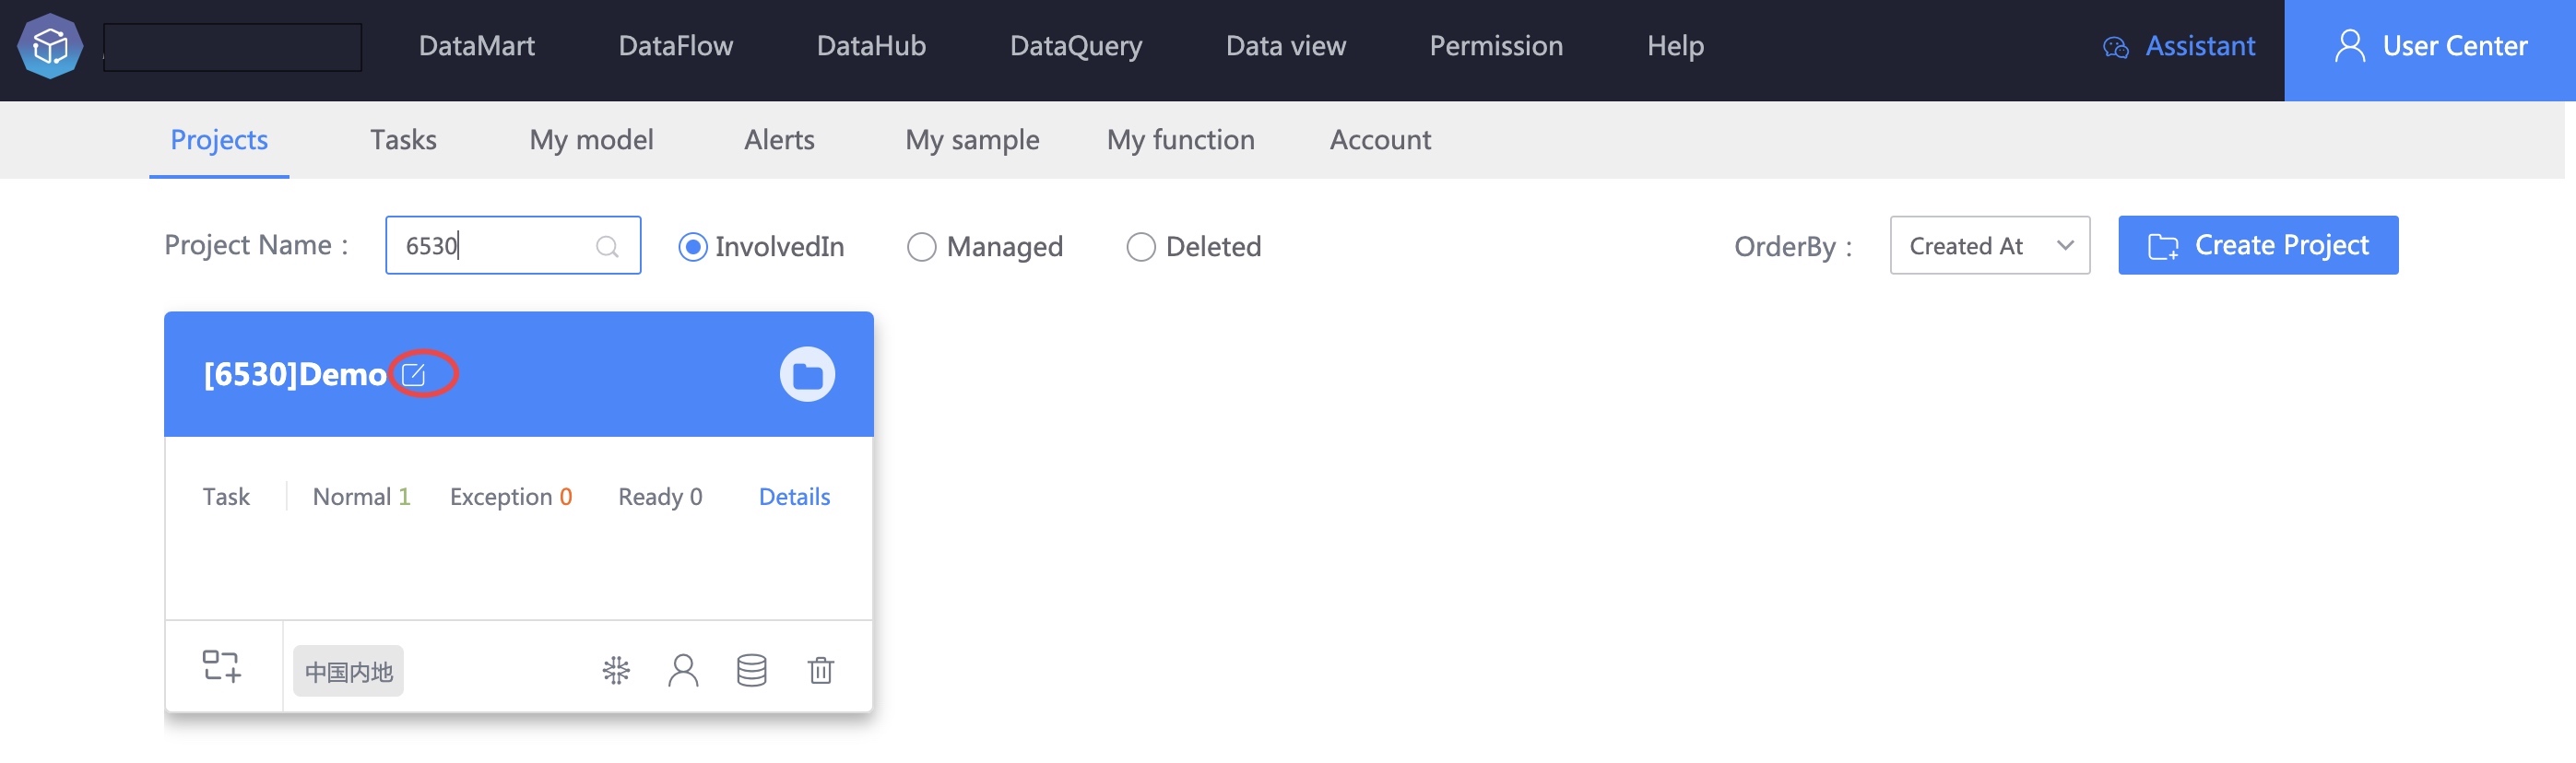 DataMart DataFlow DataHub DataQuery Data view Permission Help Assistant User Center
Projects Tasks My model Alerts My sample My function Account
Project Name : 6530 InvolvedIn Managed Deleted OrderBy : Created At Create Project
[6530]Demo
Task Normal 1 Exception 0 Ready 0 Details
中国内地